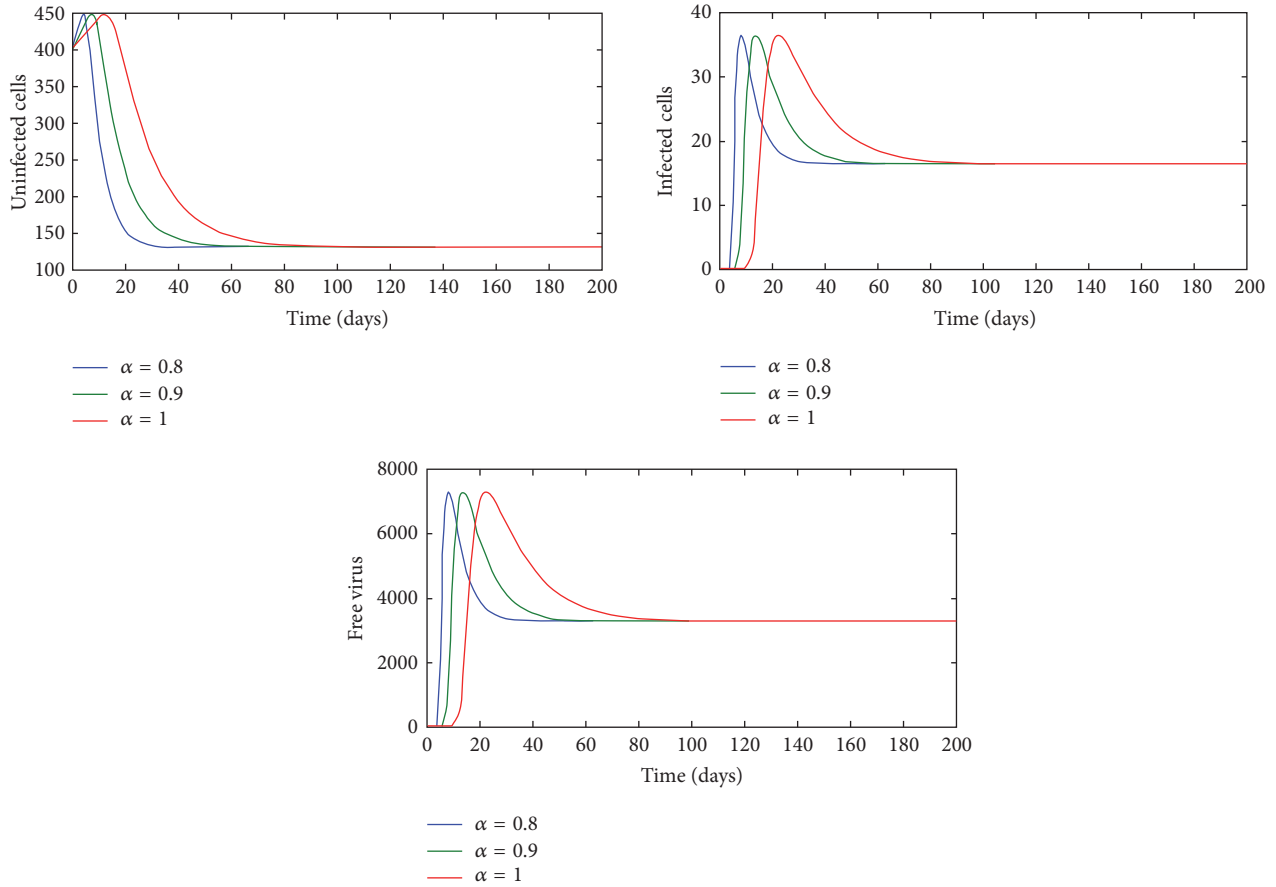 Uninfected cells
450
400
350
300
250
200
150
100
0 20 40 60 80 100 120 140 160 180 200
Time (days)
α = 0.8
α = 0.9
α = 1
Infected cells
40
30
20
10
0
0 20 40 60 80 100 120 140 160 180 200
Time (days)
α = 0.8
α = 0.9
α = 1
Free virus
8000
6000
4000
2000
0
0 20 40 60 80 100 120 140 160 180 200
Time (days)
α = 0.8
α = 0.9
α = 1